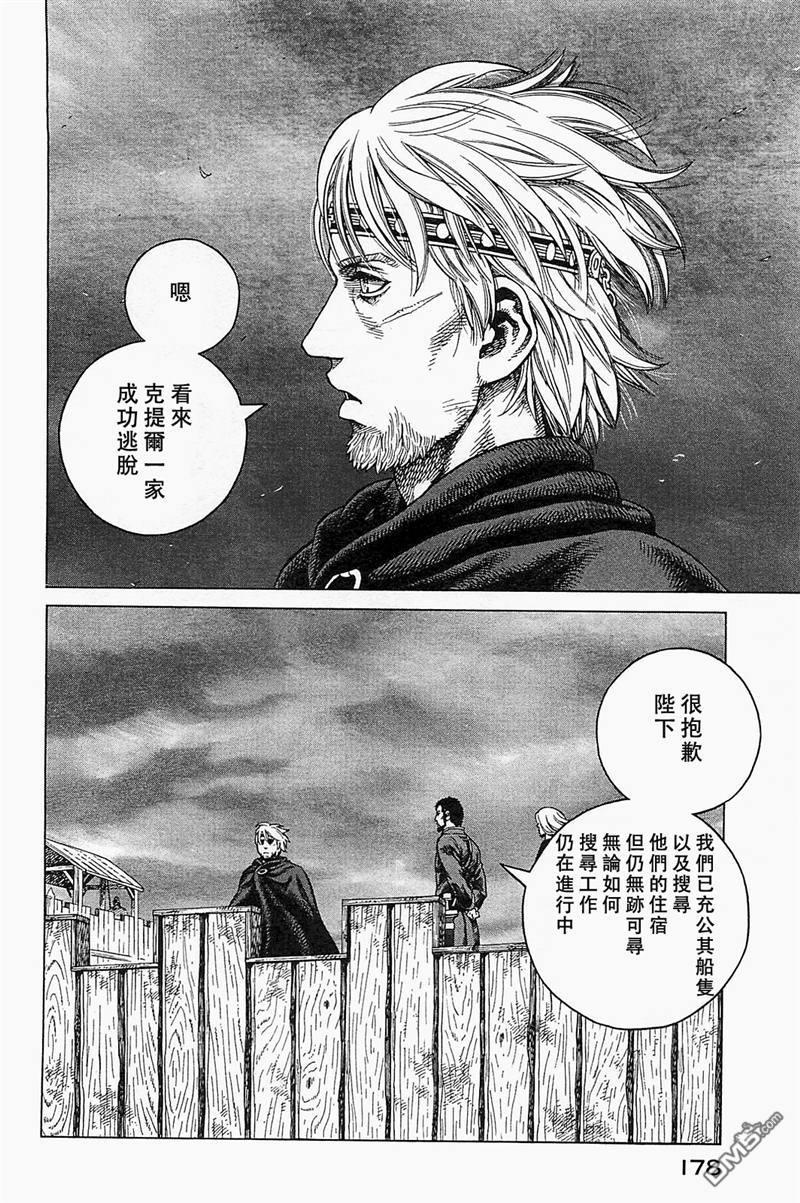 嗯
看來
克提爾一家
成功逃脫
很抱歉
陛下
我們已充公其船隻
以及搜尋
他們的住宿
但仍無跡可尋
無論如何
搜尋工作
仍在進行中
178
DM5.com